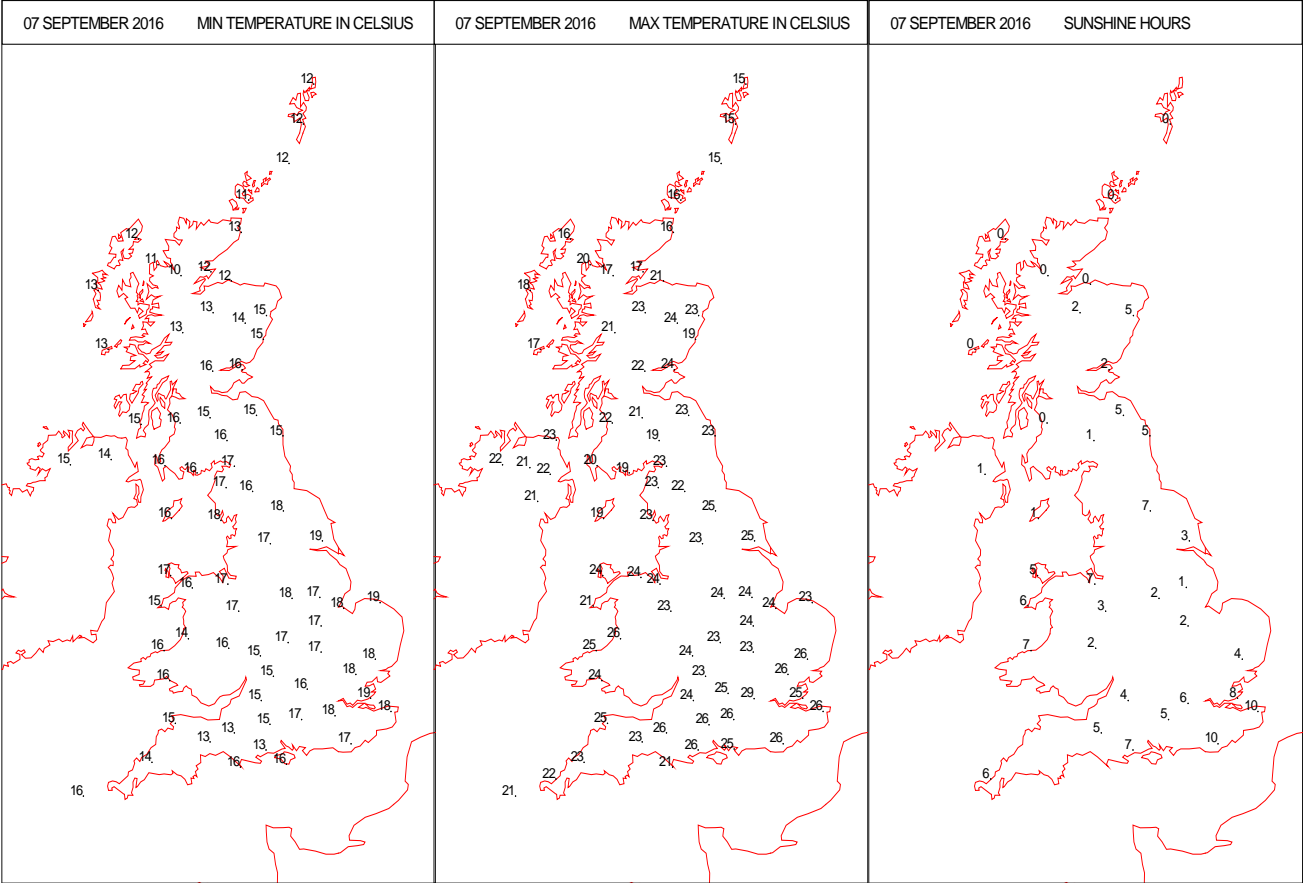 07 SEPTEMBER 2016 MIN TEMPERATURE IN CELSIUS
12
12
12
11
13
12
11 12
10 12
13
13 15
14
13 15
13
16 16
15 16 15 15
16 15
15 14 16 16 17
17 16
16 18 18
17 19
17 16 17
15 17 18 17 18 19
17
14 16 17 17
16 15 18
16 15 18
15 16 19
18
15 13 15 17 18
13 13 17
14 16 16
16
07 SEPTEMBER 2016 MAX TEMPERATURE IN CELSIUS
15
15
15
16
16
16
20 17
17 21
18
23 23
21 24 19
17
22 24
22 21 23
23 19 23
22 21 22 20 19 23
23 22
21
19 23 25
23 25
24 24 24
21 23 24 24 24 23
24
26 23 23
25 24 26
24 23 26
24 25 29 25
26
25 26 26 26
23 26 25 26
23 21
22
21
07 SEPTEMBER 2016 SUNSHINE HOURS
0
0
0
0 0
2 5
0
2
0 5
1 5
1
1 7
3
5 7 1
6 3 2
2
7 2 4
4 6 8
10
5 5
7 10
6